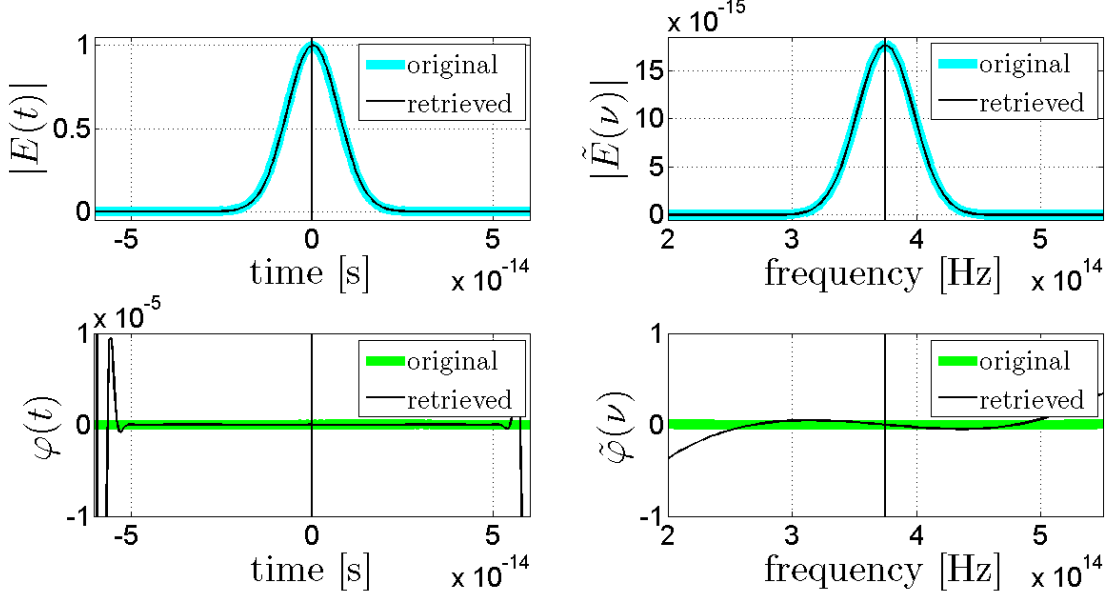 x 10^-15
1
0.5
0
|E(t)|
original
retrieved
-5
0
5
time [s]
x 10^-14
15
10
5
0
|Ẽ(ν)|
original
retrieved
2
3
4
5
frequency [Hz]
x 10^14
x 10^-5
1
0
-1
φ(t)
original
retrieved
-5
0
5
time [s]
x 10^-14
1
0
-1
φ̃(ν)
original
retrieved
2
3
4
5
frequency [Hz]
x 10^14